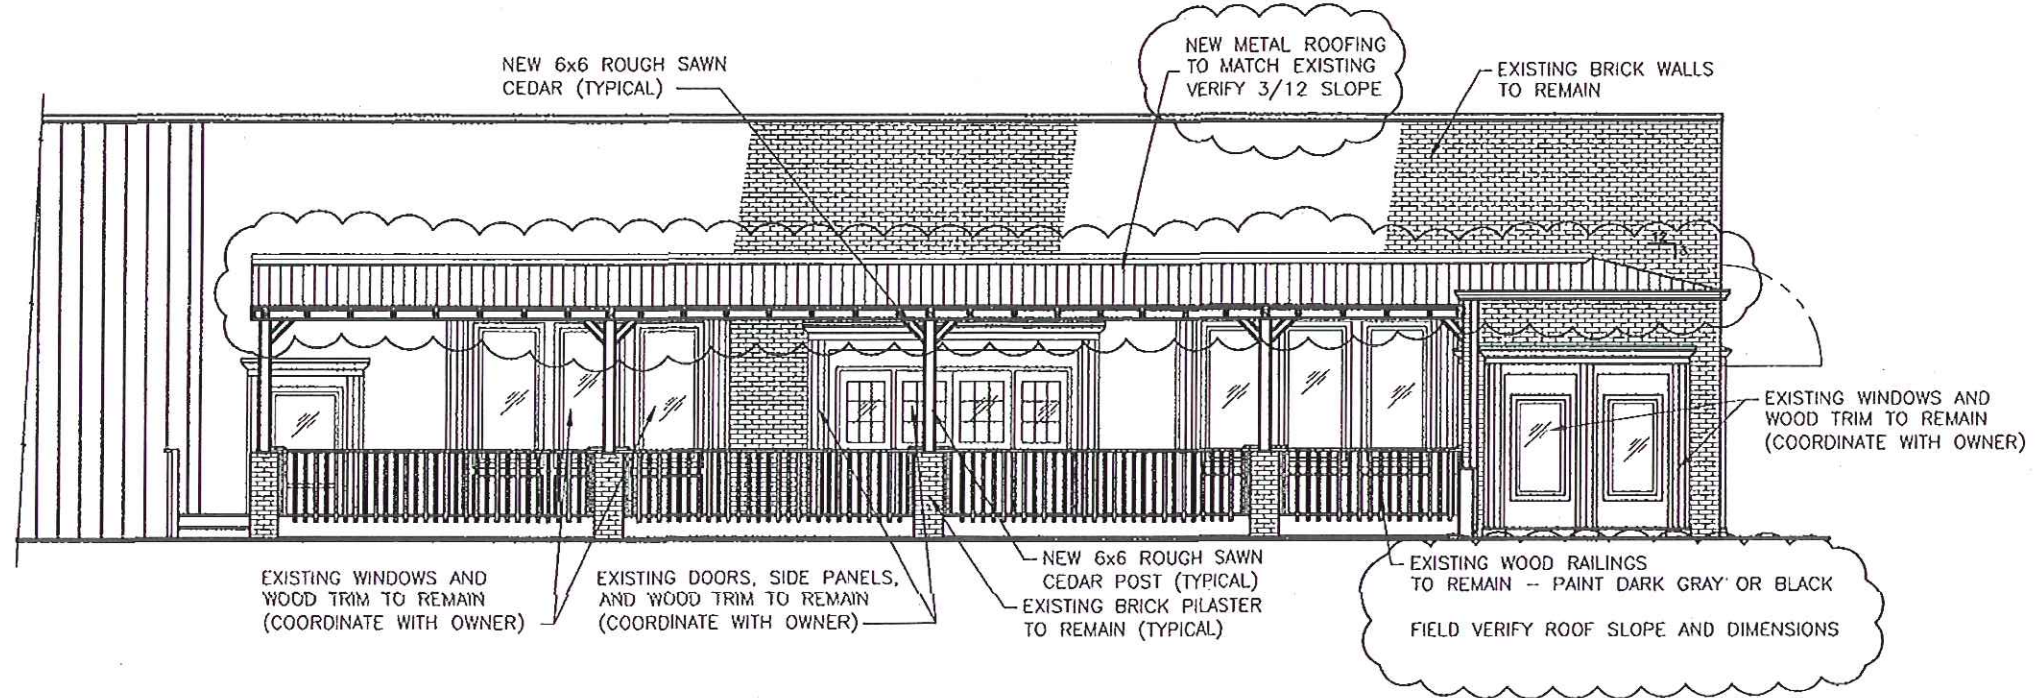 NEW 6x6 ROUGH SAWN
CEDAR (TYPICAL)
NEW METAL ROOFING
TO MATCH EXISTING
VERIFY 3/12 SLOPE
EXISTING BRICK WALLS
TO REMAIN
12
3
EXISTING WINDOWS AND
WOOD TRIM TO REMAIN
(COORDINATE WITH OWNER)
EXISTING WINDOWS AND
WOOD TRIM TO REMAIN
(COORDINATE WITH OWNER)
EXISTING DOORS, SIDE PANELS,
AND WOOD TRIM TO REMAIN
(COORDINATE WITH OWNER)
NEW 6x6 ROUGH SAWN
CEDAR POST (TYPICAL)
EXISTING BRICK PILASTER
TO REMAIN (TYPICAL)
EXISTING WOOD RAILINGS
TO REMAIN -- PAINT DARK GRAY OR BLACK
FIELD VERIFY ROOF SLOPE AND DIMENSIONS